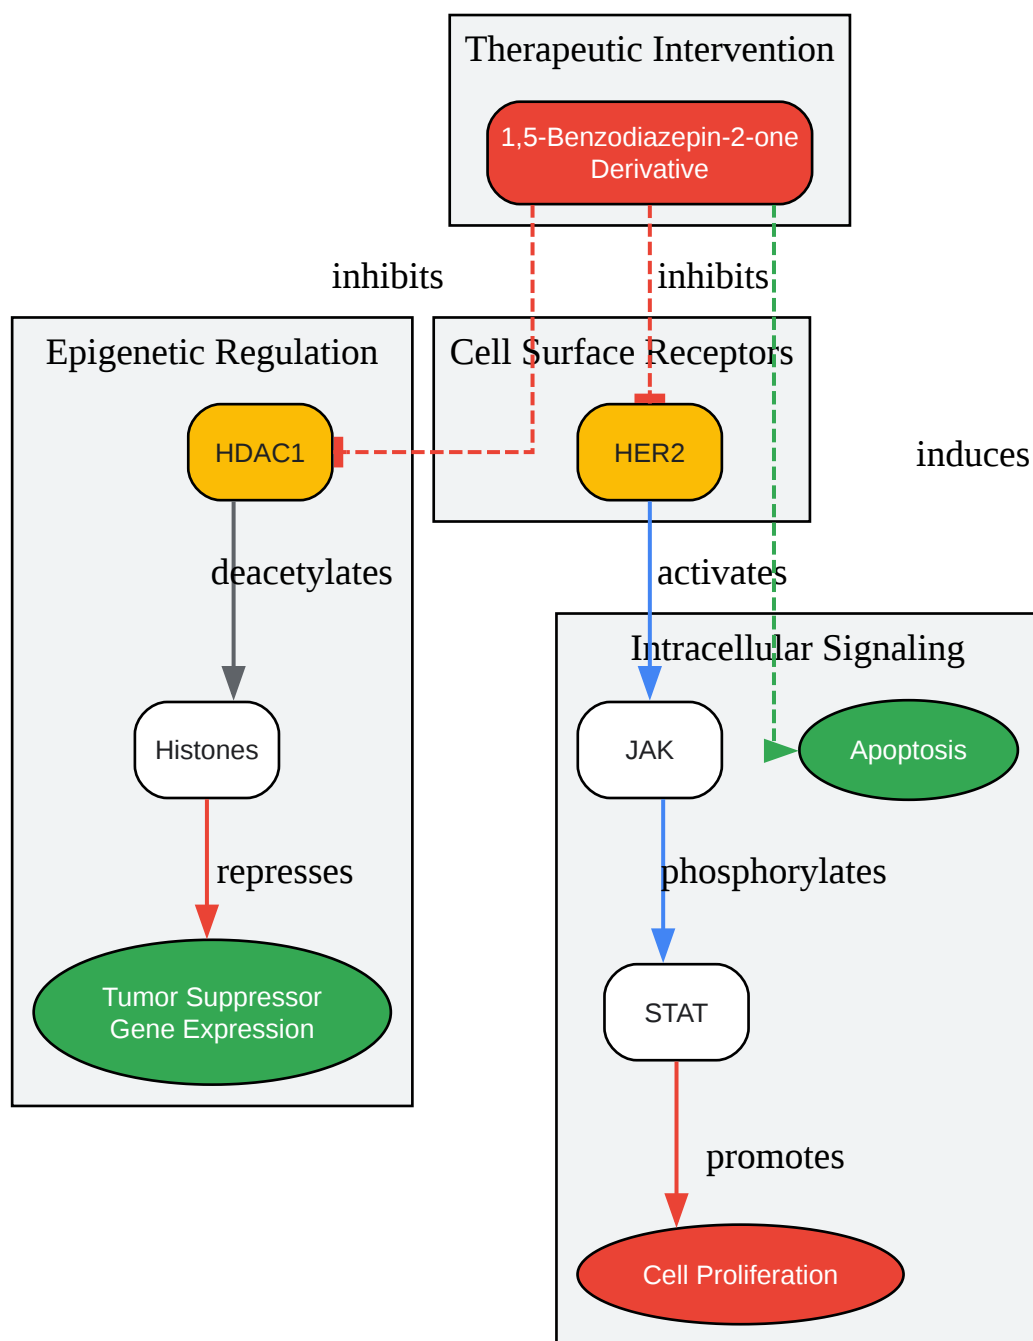 Therapeutic Intervention
1,5-Benzodiazepin-2-one
Derivative
inhibits
inhibits
Epigenetic Regulation
Cell Surface Receptors
HDAC1
HER2
induces
deacetylates
activates
Intracellular Signaling
Histones
JAK
Apoptosis
represses
phosphorylates
Tumor Suppressor
Gene Expression
STAT
promotes
Cell Proliferation